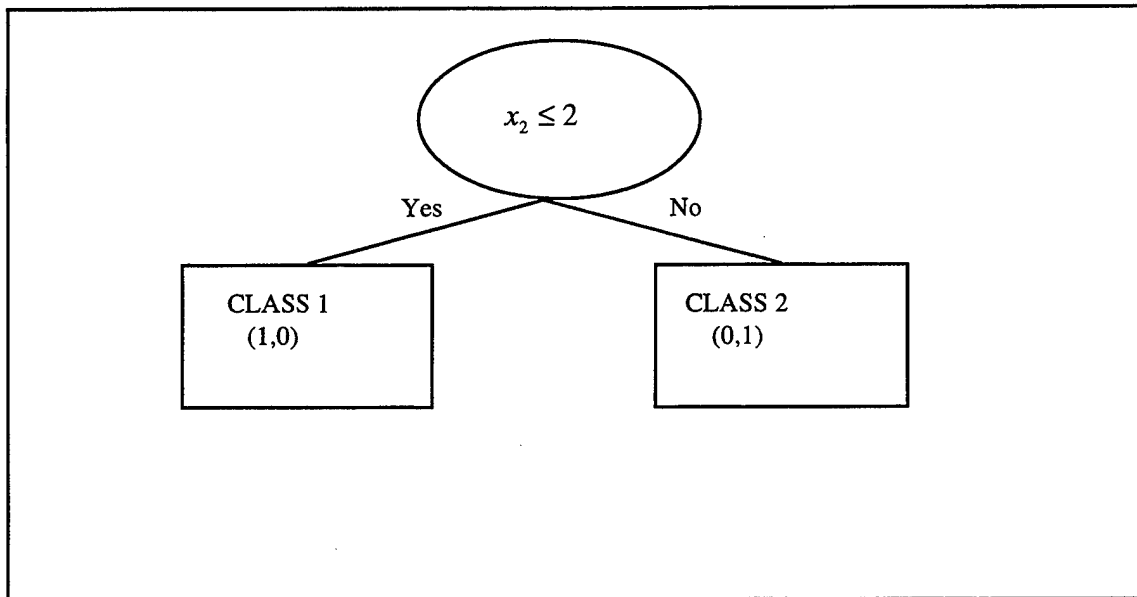 x₂ ≤ 2
Yes
No
CLASS 1
(1,0)
CLASS 2
(0,1)